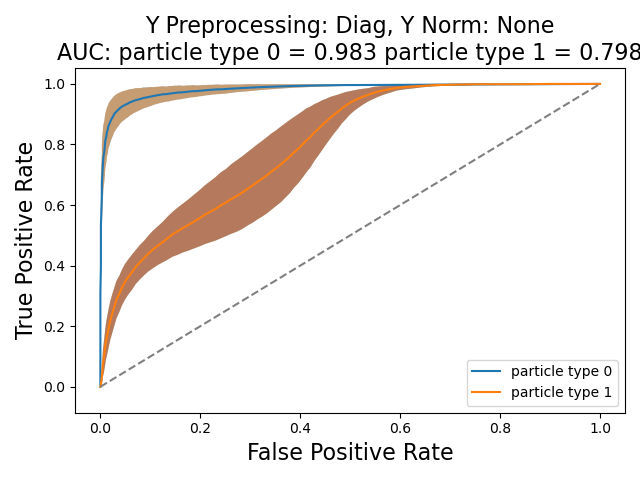 Y Preprocessing: Diag, Y Norm: None
AUC: particle type 0 = 0.983 particle type 1 = 0.798
True Positive Rate
1.0
0.8
0.6
0.4
0.2
0.0
particle type 0
particle type 1
0.0 0.2 0.4 0.6 0.8 1.0
False Positive Rate